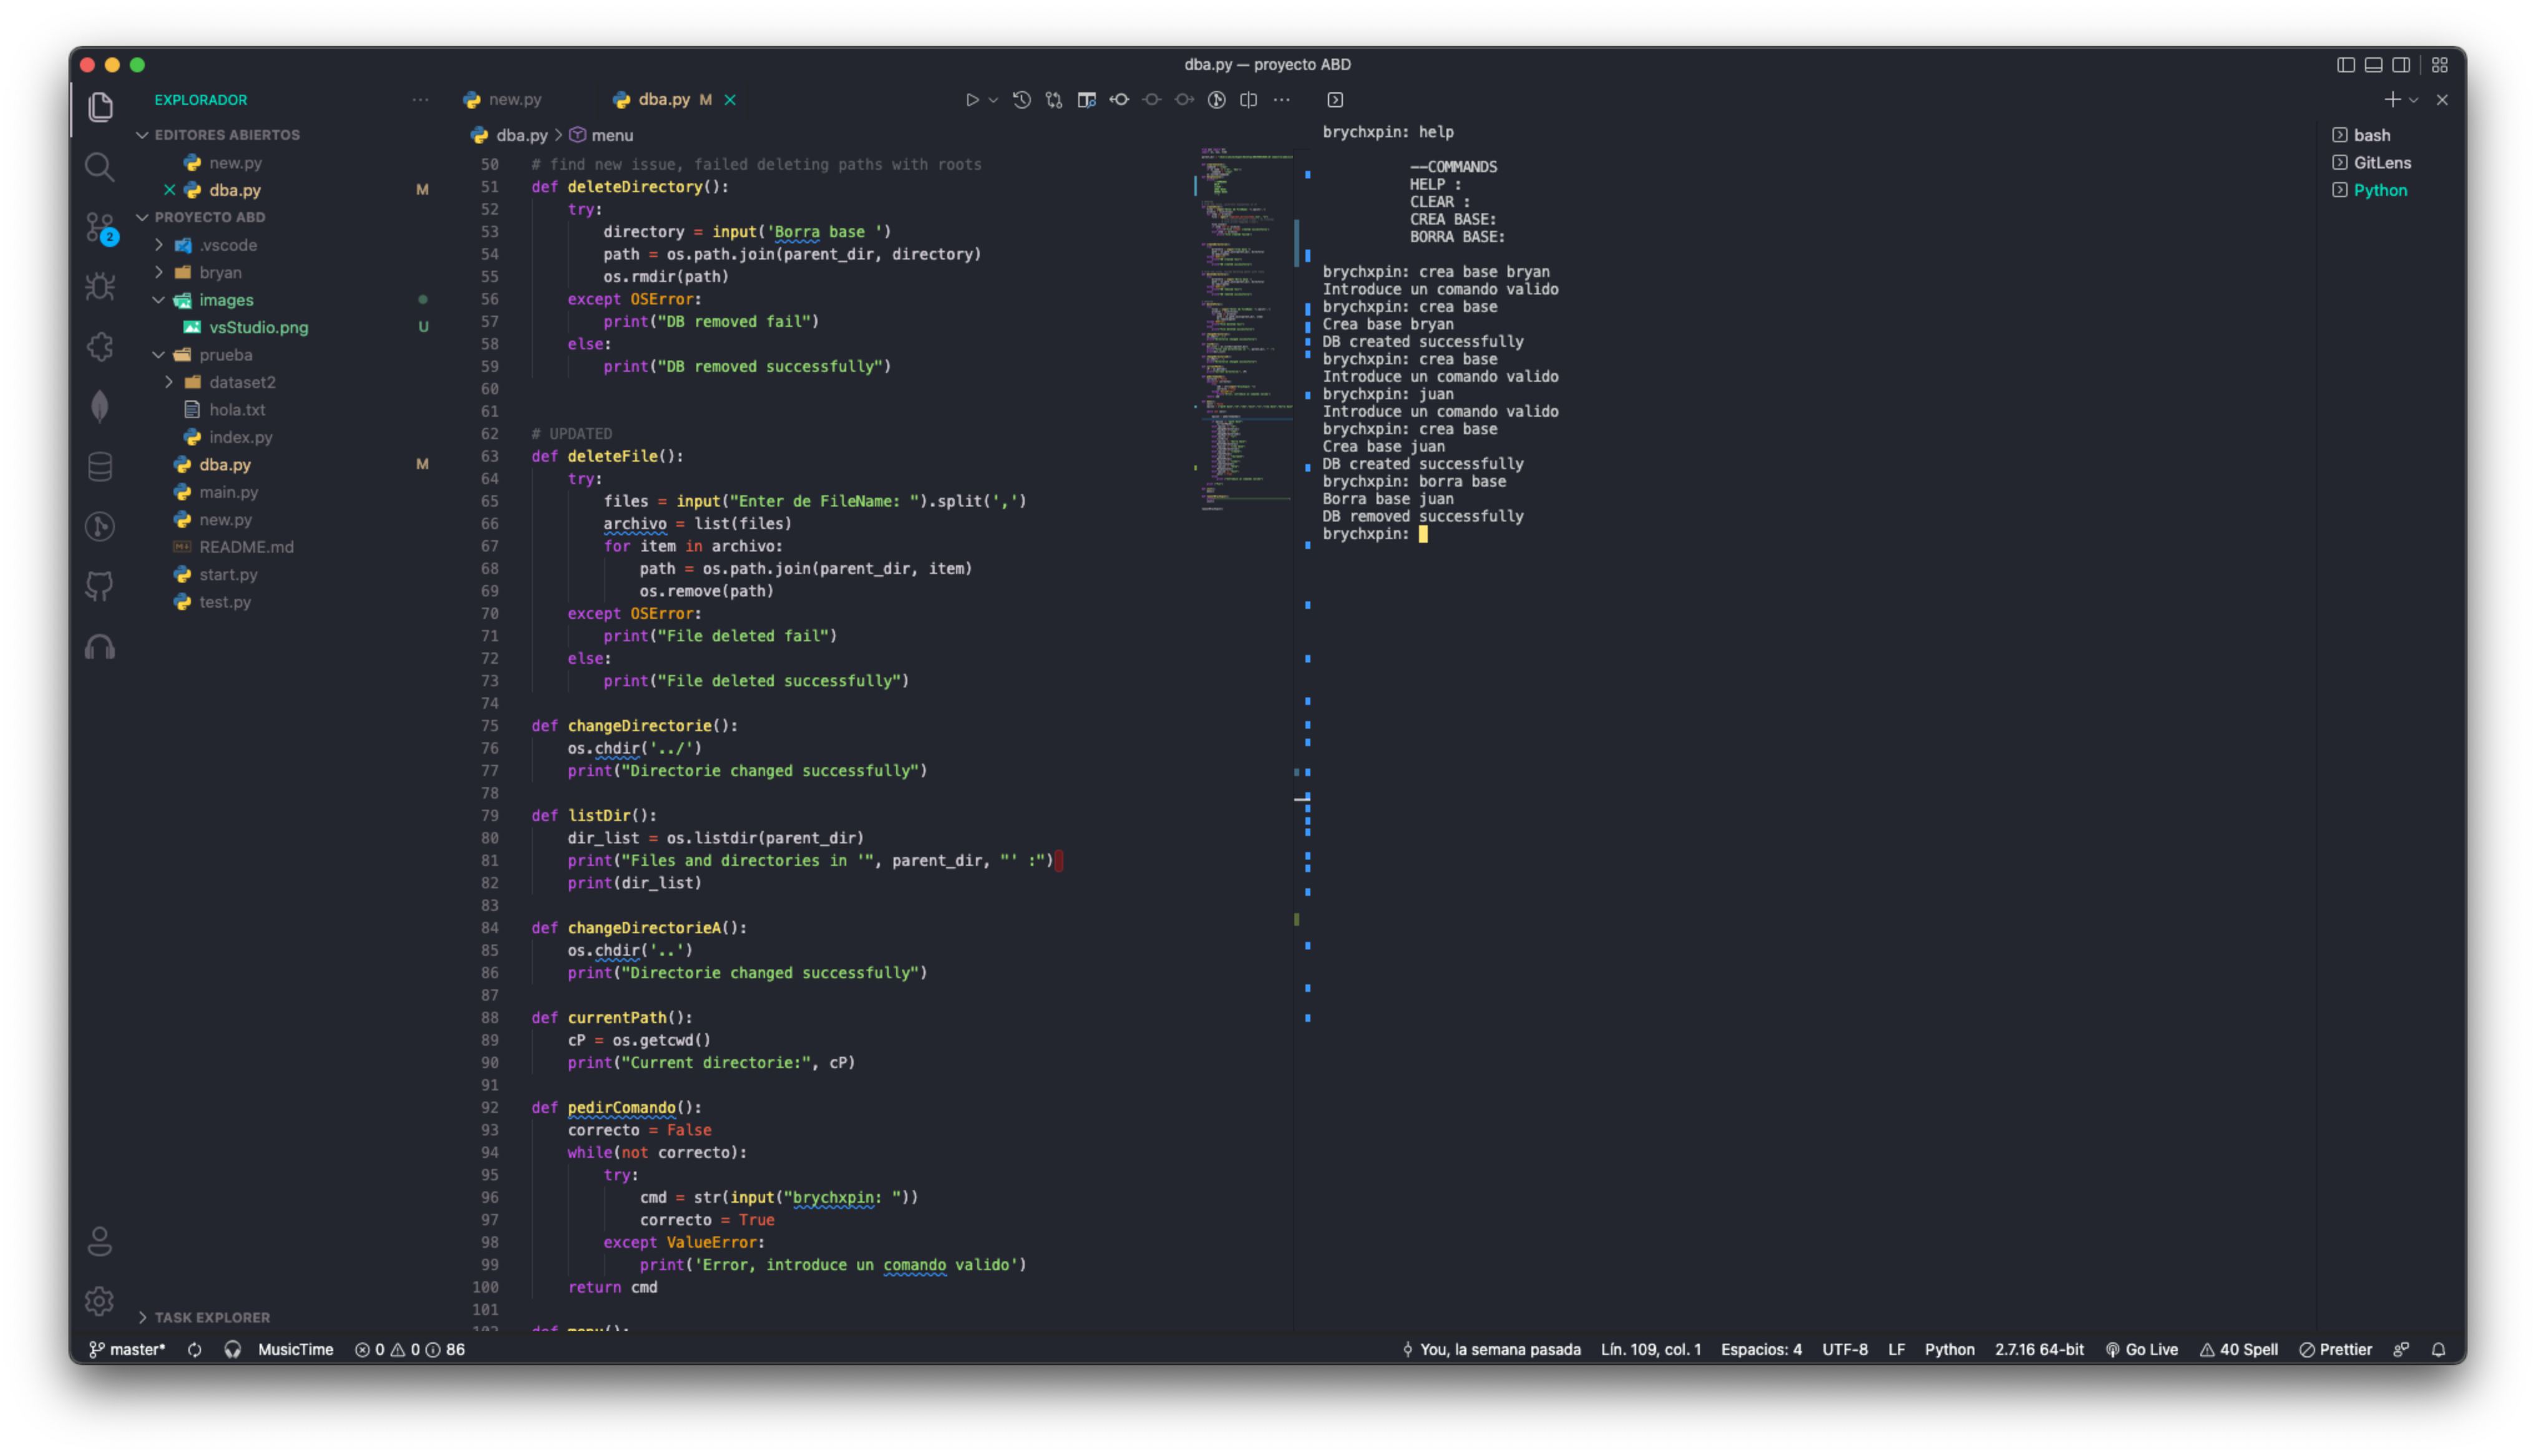 dba.py — proyecto ABD
EXPLORADOR
EDITORES ABIERTOS
new.py
dba.py M
PROYECTO ABD
.vscode
bryan
images
vsStudio.png U
prueba
dataset2
hola.txt
index.py
dba.py M
main.py
new.py
README.md
start.py
test.py
TASK EXPLORER
2
new.py
dba.py M
dba.py > menu
50 # find new issue, failed deleting paths with roots
51 def deleteDirectory():
52 try:
53 directory = input('Borra base ')
54 path = os.path.join(parent_dir, directory)
55 os.rmdir(path)
56 except OSError:
57 print("DB removed fail")
58 else:
59 print("DB removed successfully")
60
61
62 # UPDATED
63 def deleteFile():
64 try:
65 files = input("Enter de FileName: ").split(',')
66 archivo = list(files)
67 for item in archivo:
68 path = os.path.join(parent_dir, item)
69 os.remove(path)
70 except OSError:
71 print("File deleted fail")
72 else:
73 print("File deleted successfully")
74
75 def changeDirectorie():
76 os.chdir('../')
77 print("Directorie changed successfully")
78
79 def listDir():
80 dir_list = os.listdir(parent_dir)
81 print("Files and directories in '", parent_dir, "' :")
82 print(dir_list)
83
84 def changeDirectorieA():
85 os.chdir('..')
86 print("Directorie changed successfully")
87
88 def currentPath():
89 cP = os.getcwd()
90 print("Current directorie:", cP)
91
92 def pedirComando():
93 correcto = False
94 while(not correcto):
95 try:
96 cmd = str(input("brychxpin: "))
97 correcto = True
98 except ValueError:
99 print('Error, introduce un comando valido')
100 return cmd
101
102 def menu():
brychxpin: help
--COMMANDS
HELP :
CLEAR :
CREA BASE:
BORRA BASE:
brychxpin: crea base bryan
Introduce un comando valido
brychxpin: crea base
Crea base bryan
DB created successfully
brychxpin: crea base
Introduce un comando valido
brychxpin: juan
Introduce un comando valido
brychxpin: crea base
Crea base juan
DB created successfully
brychxpin: borra base
Borra base juan
DB removed successfully
brychxpin:
bash
GitLens
Python
master* MusicTime 0 0 86 You, la semana pasada Lín. 109, col. 1 Espacios: 4 UTF-8 LF Python 2.7.16 64-bit Go Live 40 Spell Prettier